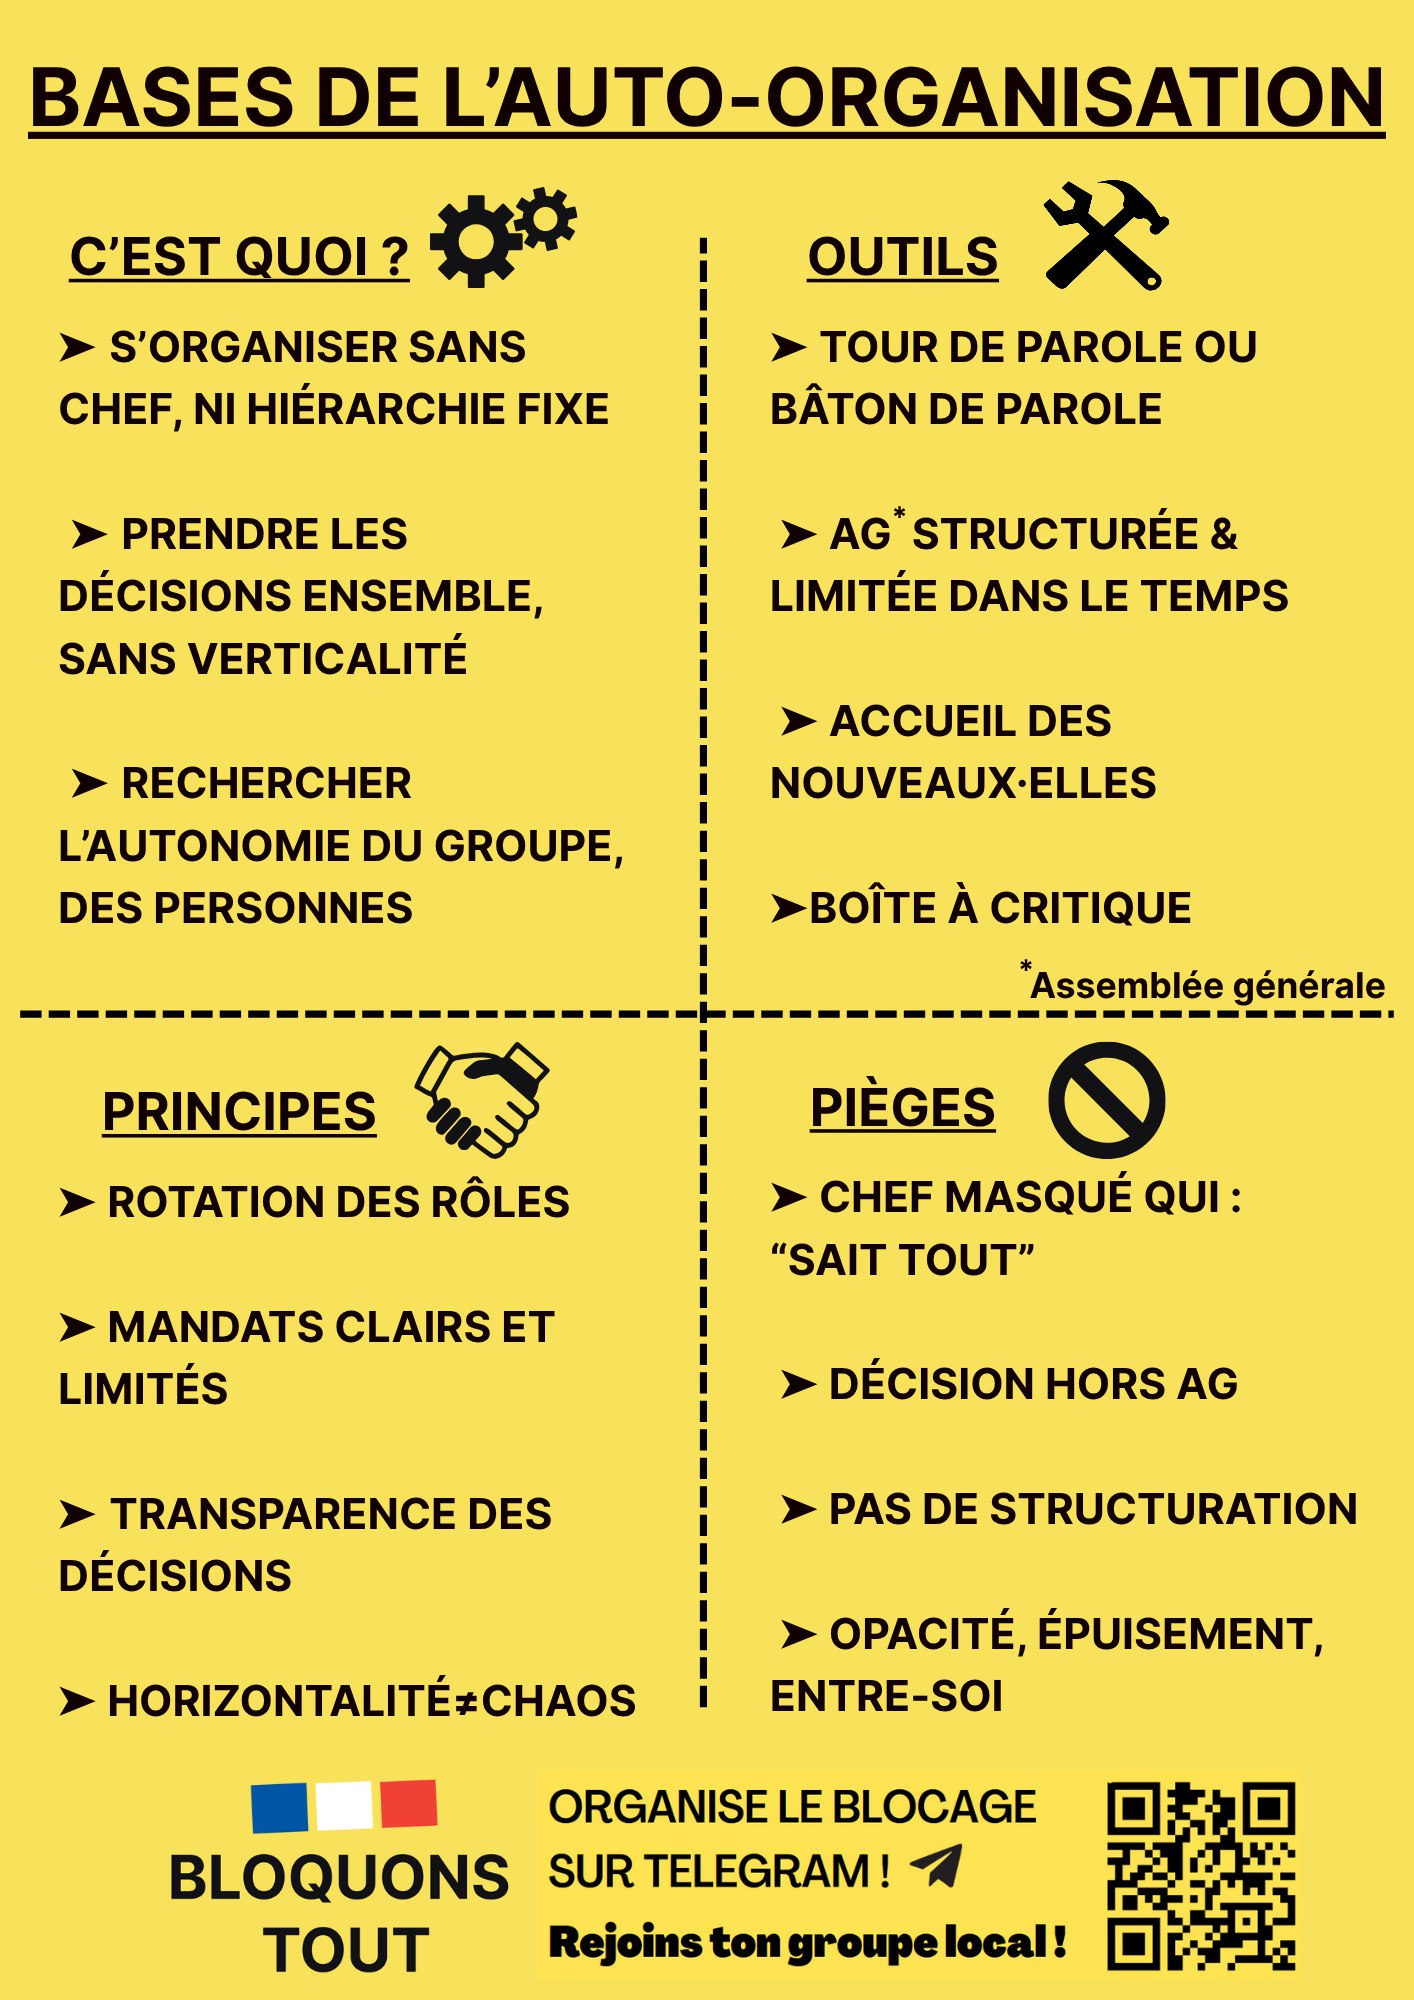 BASES DE L’AUTO-ORGANISATION
C’EST QUOI ?
➤ S’ORGANISER SANS
CHEF, NI HIÉRARCHIE FIXE
➤ PRENDRE LES
DÉCISIONS ENSEMBLE,
SANS VERTICALITÉ
➤ RECHERCHER
L’AUTONOMIE DU GROUPE,
DES PERSONNES
OUTILS
➤ TOUR DE PAROLE OU
BÂTON DE PAROLE
➤ AG* STRUCTURÉE &
LIMITÉE DANS LE TEMPS
➤ ACCUEIL DES
NOUVEAUX·ELLES
➤BOÎTE À CRITIQUE
*Assemblée générale
PRINCIPES
➤ ROTATION DES RÔLES
➤ MANDATS CLAIRS ET
LIMITÉS
➤ TRANSPARENCE DES
DÉCISIONS
➤ HORIZONTALITÉ≠CHAOS
PIÈGES
➤ CHEF MASQUÉ QUI :
“SAIT TOUT”
➤ DÉCISION HORS AG
➤ PAS DE STRUCTURATION
➤ OPACITÉ, ÉPUISEMENT,
ENTRE-SOI
BLOQUONS
TOUT
ORGANISE LE BLOCAGE
SUR TELEGRAM !
Rejoins ton groupe local !